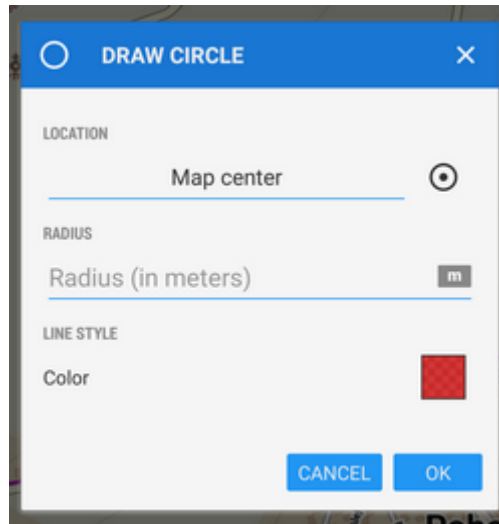 DRAW CIRCLE
LOCATION
Map center
RADIUS
Radius (in meters)
m
LINE STYLE
Color
CANCEL
OK